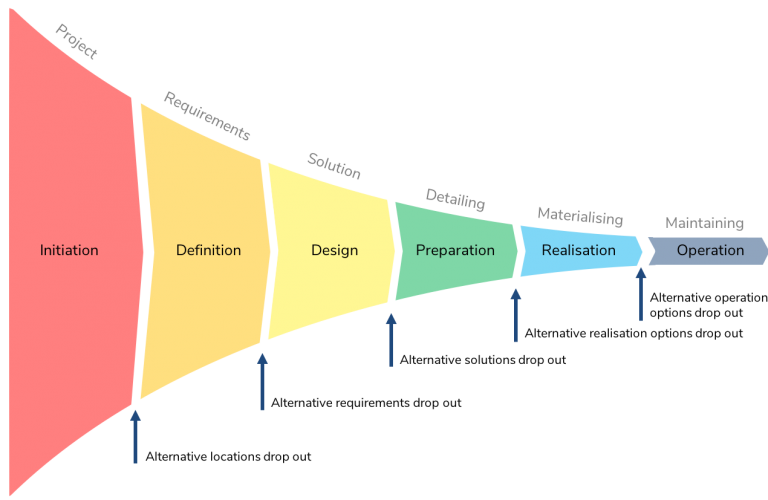 Project
Requirements
Solution
Detailing
Materialising
Maintaining
Initiation
Definition
Design
Preparation
Realisation
Operation
Alternative operation
options drop out
Alternative realisation options drop out
Alternative solutions drop out
Alternative requirements drop out
Alternative locations drop out